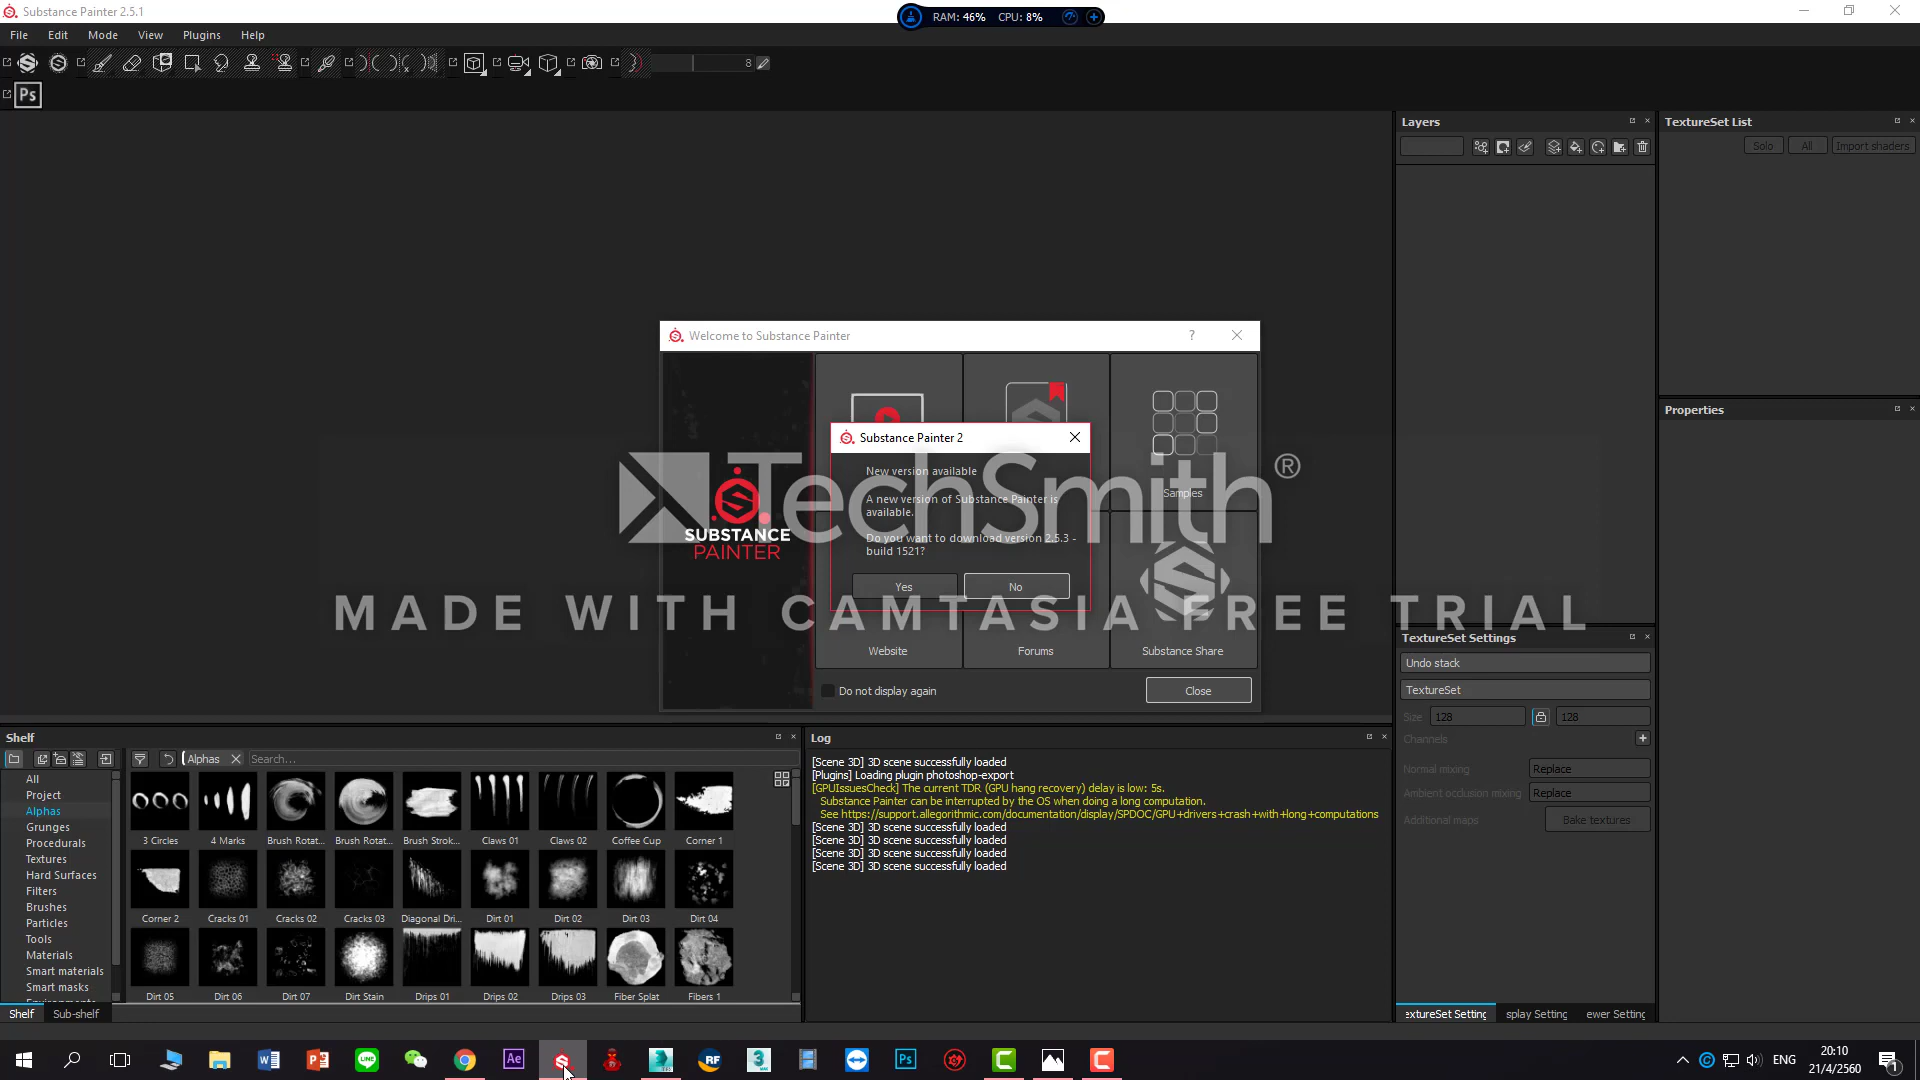 Substance Painter 2.5.1
RAM: 46% CPU: 8%
File Edit Mode View Plugins Help
8
Ps
Layers
TextureSet List
Solo All Import shaders
Welcome to Substance Painter
?
SUBSTANCE
PAINTER
Samples
Website
Forums
Substance Share
Do not display again
Close
Substance Painter 2
New version available
A new version of Substance Painter is
available.
Do you want to download version 2.5.3 -
build 1521?
Yes No
TechSmith®
MADE WITH CAMTASIA FREE TRIAL
Properties
TextureSet Settings
Undo stack
TextureSet
Size 128 128
Channels
Normal mixing Replace
Ambient occlusion mixing Replace
Additional maps Bake textures
extureSet Setting splay Setting ewer Setting
Shelf
Alphas Search...
All
Project
Alphas
Grunges
Procedurals
Textures
Hard Surfaces
Filters
Brushes
Particles
Tools
Materials
Smart materials
Smart masks
3 Circles 4 Marks Brush Rotat... Brush Rotat... Brush Strok... Claws 01 Claws 02 Coffee Cup Corner 1
Corner 2 Cracks 01 Cracks 02 Cracks 03 Diagonal Dri... Dirt 01 Dirt 02 Dirt 03 Dirt 04
Dirt 05 Dirt 06 Dirt 07 Dirt Stain Drips 01 Drips 02 Drips 03 Fiber Splat Fibers 1
Shelf Sub-shelf
Log
[Scene 3D] 3D scene successfully loaded
[Plugins] Loading plugin photoshop-export
[GPUIssuesCheck] The current TDR (GPU hang recovery) delay is low: 5s.
Substance Painter can be interrupted by the OS when doing a long computation.
See https://support.allegorithmic.com/documentation/display/SPDOC/GPU+drivers+crash+with+long+computations
[Scene 3D] 3D scene successfully loaded
[Scene 3D] 3D scene successfully loaded
[Scene 3D] 3D scene successfully loaded
[Scene 3D] 3D scene successfully loaded
LINE
Ae
RF
3
Ps
ENG
20:10
21/4/2560
1